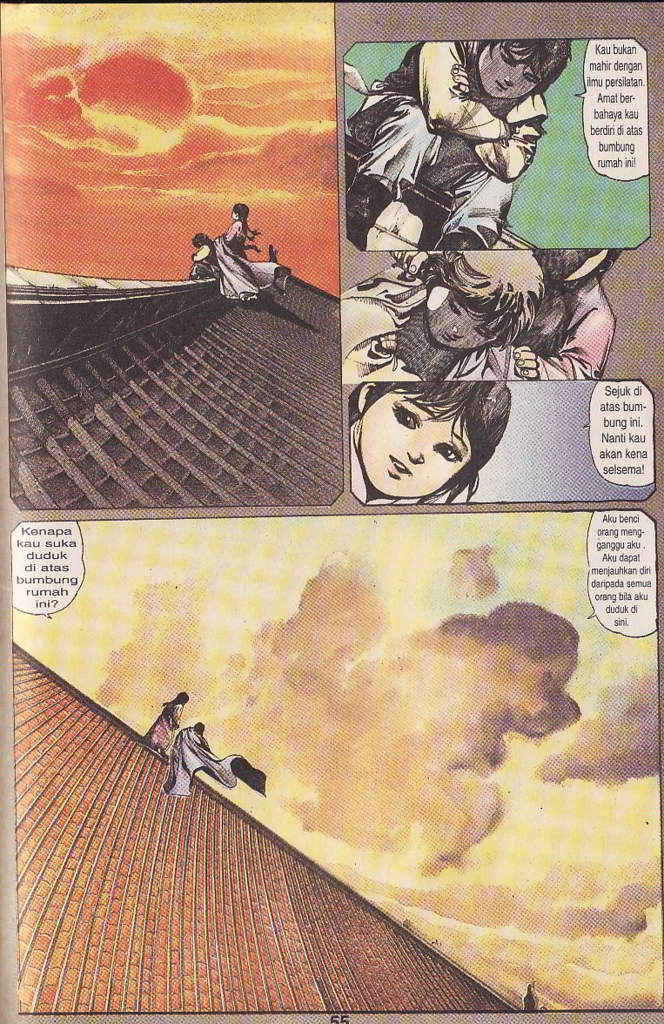 Kau bukan
mahir dengan
ilmu persilatan.
Amat ber-
bahaya kau
berdiri di atas
bumbung
rumah ini!
Sejuk di
atas bum-
bung ini.
Nanti kau
akan kena
selsema!
Kenapa
kau suka
duduk
di atas
bumbung
rumah
ini?
Aku benci
orang meng-
ganggu aku .
Aku dapat
menjauhkan diri
daripada semua
orang bila aku
duduk di
sini.
55